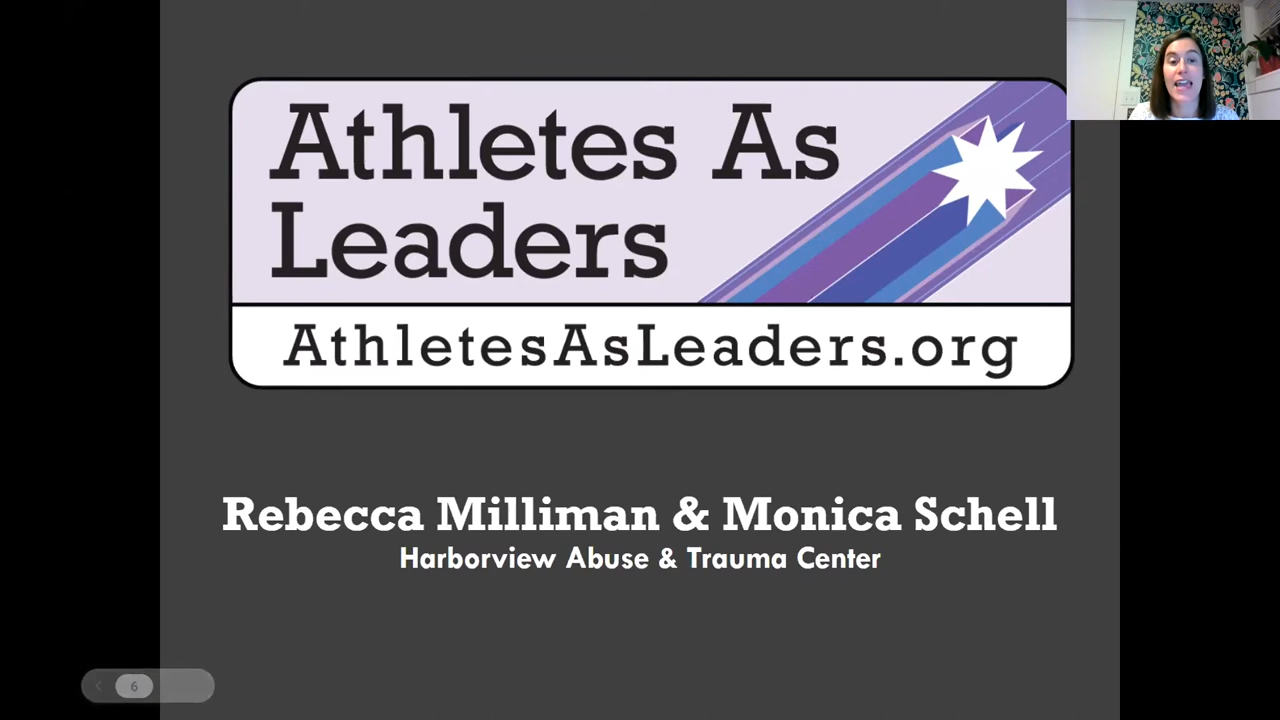 Athletes As
Leaders
AthletesAsLeaders.org
Rebecca Milliman & Monica Schell
Harborview Abuse & Trauma Center
6